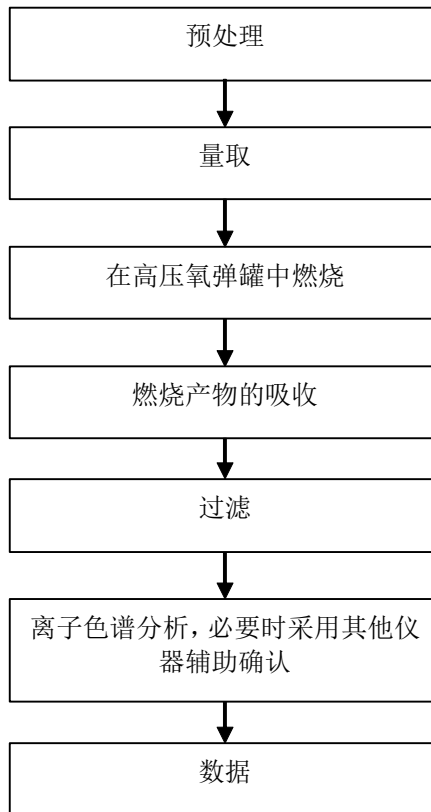 预处理
量取
在高压氧弹罐中燃烧
燃烧产物的吸收
过滤
离子色谱分析，必要时采用其他仪
器辅助确认
数据